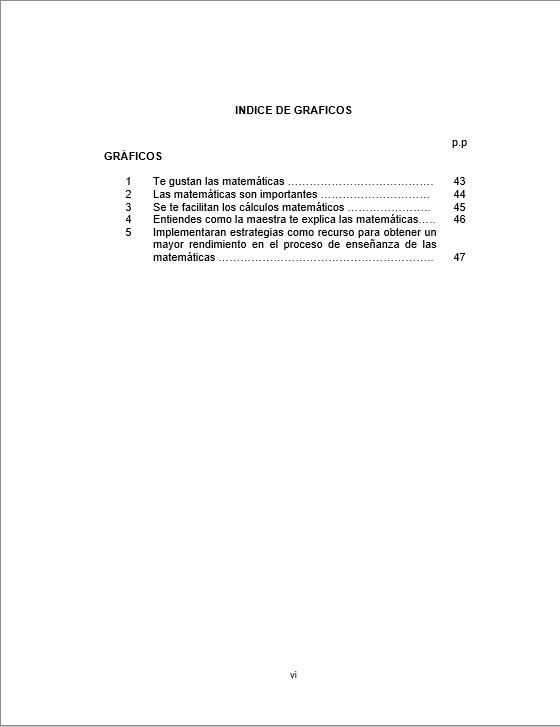 INDICE DE GRAFICOS
p.p
GRÁFICOS
1 Te gustan las matemáticas …………………………………. 43
2 Las matemáticas son importantes ………………………… 44
3 Se te facilitan los cálculos matemáticos ………………….. 45
4 Entiendes como la maestra te explica las matemáticas….. 46
5 Implementaran estrategias como recurso para obtener un
mayor rendimiento en el proceso de enseñanza de las
matemáticas ………………………………………………….. 47
vi